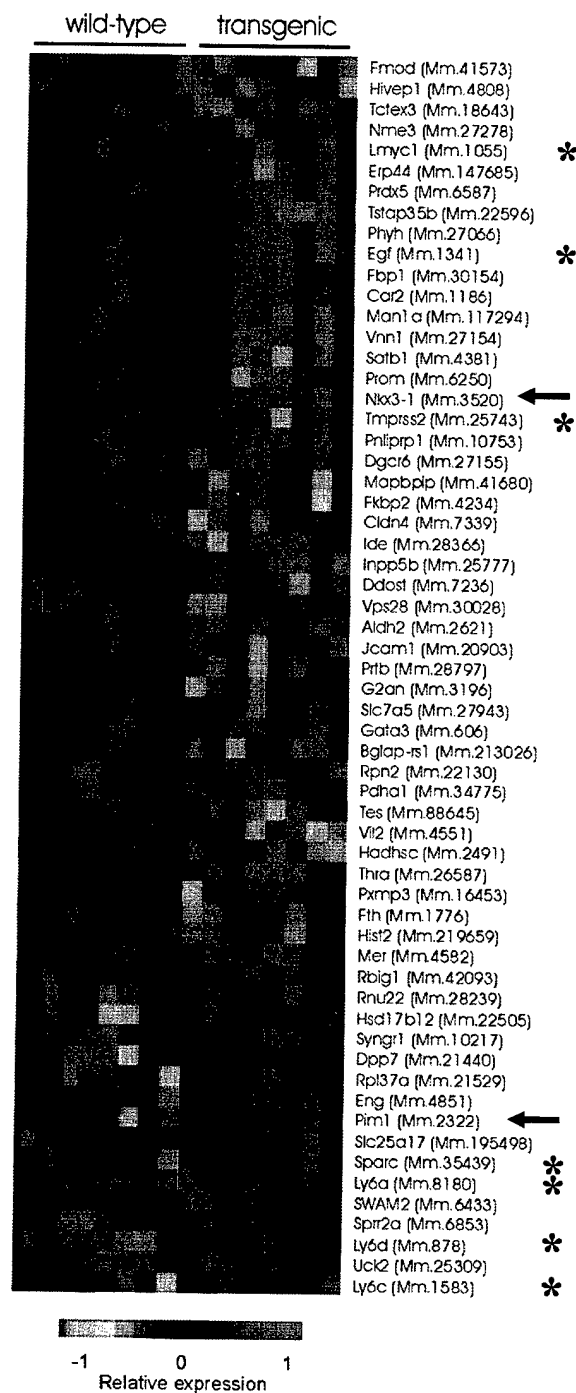 wild-type transgenic
Fmod (Mm.41573)
Hivep1 (Mm.4808)
Tctex3 (Mm.18643)
Nme3 (Mm.27278)
Lmyc1 (Mm.1055) *
Erp44 (Mm.147685)
Prdx5 (Mm.6587)
Tstap35b (Mm.22596)
Phyh (Mm.27066)
Egf (Mm.1341) *
Fbp1 (Mm.30154)
Car2 (Mm.1186)
Man1a (Mm.117294)
Vnn1 (Mm.27154)
Satb1 (Mm.4381)
Prom (Mm.6250)
Nkx3-1 (Mm.3520)
Tmprss2 (Mm.25743) *
Pnliprp1 (Mm.10753)
Dgcr6 (Mm.27155)
Mapbpip (Mm.41680)
Fkbp2 (Mm.4234)
Cldn4 (Mm.7339)
Ide (Mm.28366)
Inpp5b (Mm.25777)
Ddost (Mm.7236)
Vps28 (Mm.30028)
Aldh2 (Mm.2621)
Jcam1 (Mm.20903)
Prtb (Mm.28797)
G2an (Mm.3196)
Slc7a5 (Mm.27943)
Gata3 (Mm.606)
Bglap-rs1 (Mm.213026)
Rpn2 (Mm.22130)
Pdha1 (Mm.34775)
Tes (Mm.88645)
Vil2 (Mm.4551)
Hadhsc (Mm.2491)
Thra (Mm.26587)
Pxmp3 (Mm.16453)
Fth (Mm.1776)
Hist2 (Mm.219659)
Mer (Mm.4582)
Rbig1 (Mm.42093)
Rnu22 (Mm.28239)
Hsd17b12 (Mm.22505)
Syngr1 (Mm.10217)
Dpp7 (Mm.21440)
Rpl37a (Mm.21529)
Eng (Mm.4851)
Pim1 (Mm.2322)
Slc25a17 (Mm.195498)
Sparc (Mm.35439) *
Ly6a (Mm.8180) *
SWAM2 (Mm.6433)
Sprr2a (Mm.6853)
Ly6d (Mm.878) *
Uck2 (Mm.25309)
Ly6c (Mm.1583) *
-1 0 1
Relative expression